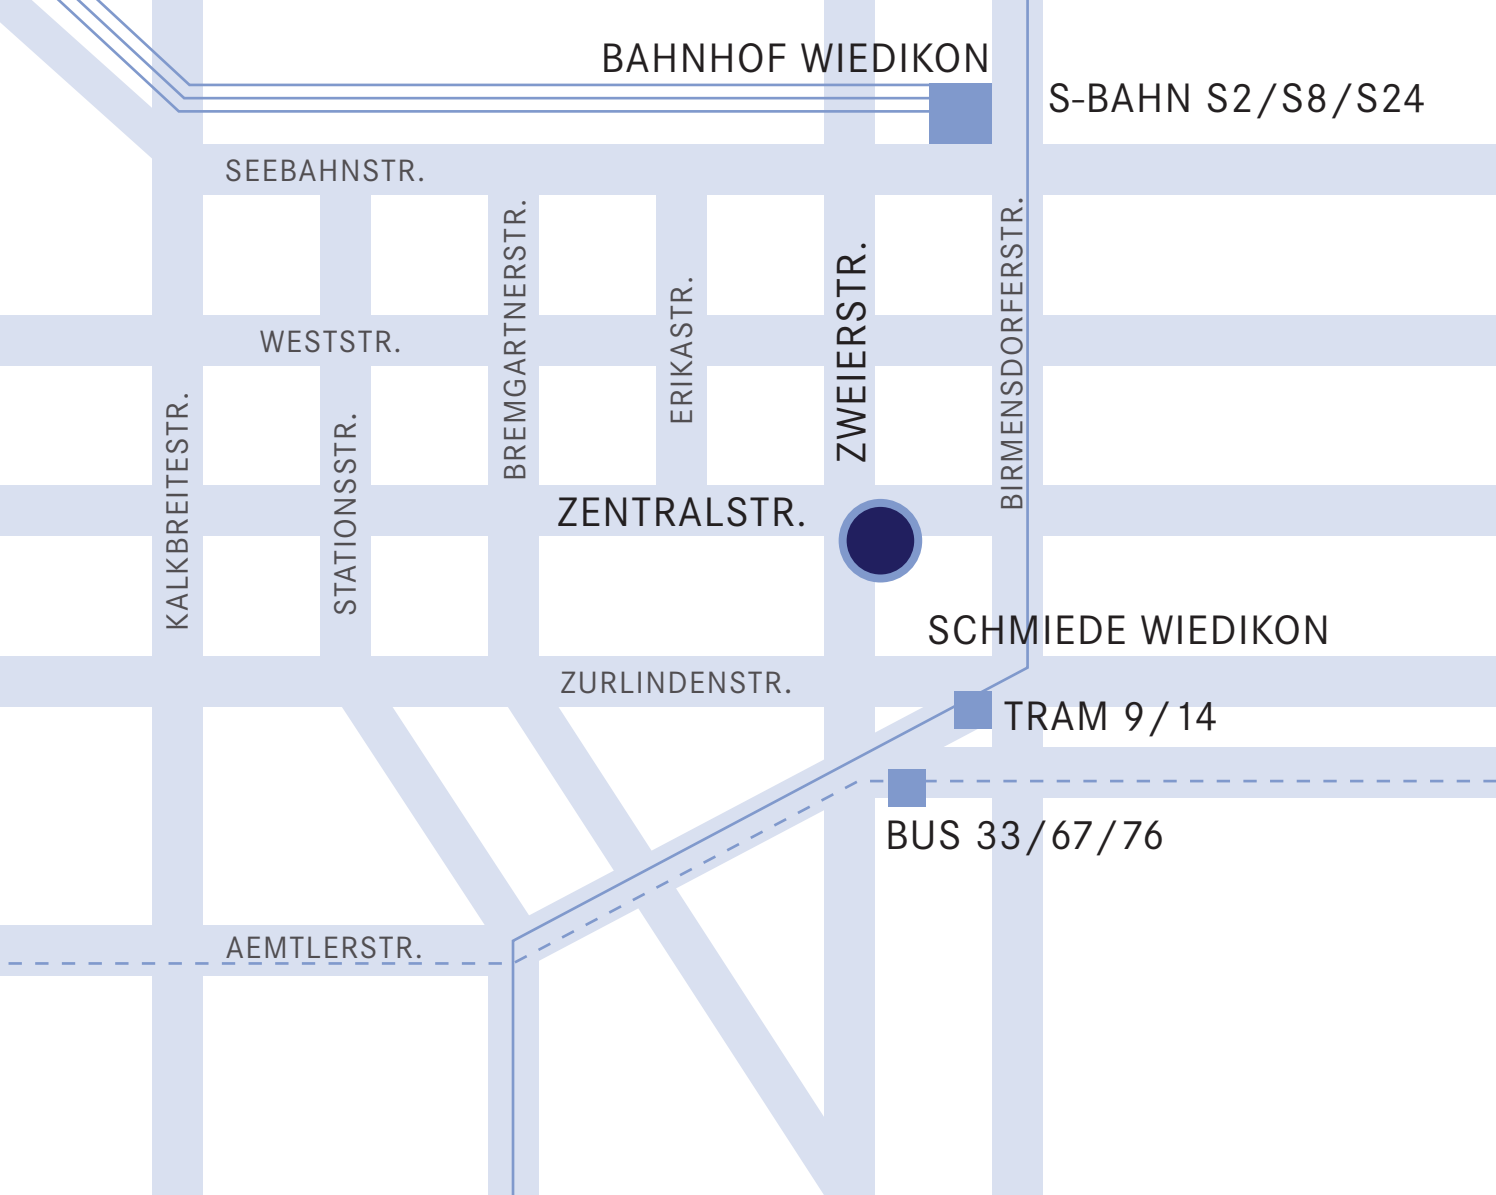 BAHNHOF WIEDIKON
S-BAHN S2/S8/S24
SEEBAHNSTR.
BREMGARTNERSTR.
ERIKASTR.
ZWEIERSTR.
BIRMENSDORFERSTR.
WESTSTR.
KALKBREITESTR.
STATIONSSTR.
ZENTRALSTR.
SCHMIEDE WIEDIKON
ZURLINDENSTR.
TRAM 9/14
BUS 33/67/76
AEMTLERSTR.